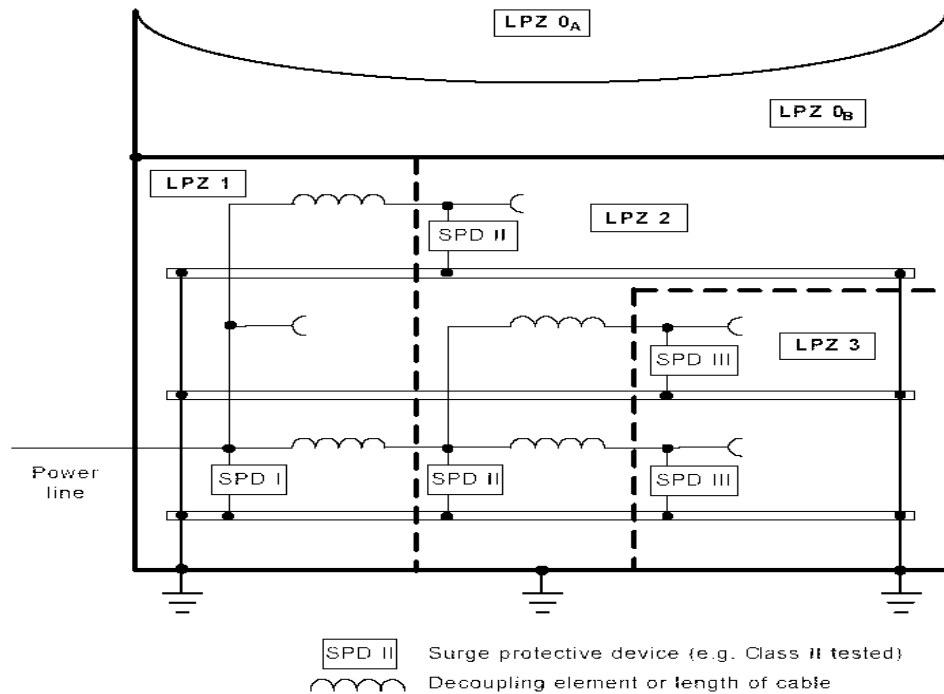 LPZ 0A
LPZ 0B
LPZ 1
LPZ 2
SPD II
LPZ 3
SPD III
Power
line
SPD I
SPD II
SPD III
SPD II Surge protective device (e.g. Class II tested)
Decoupling element or length of cable